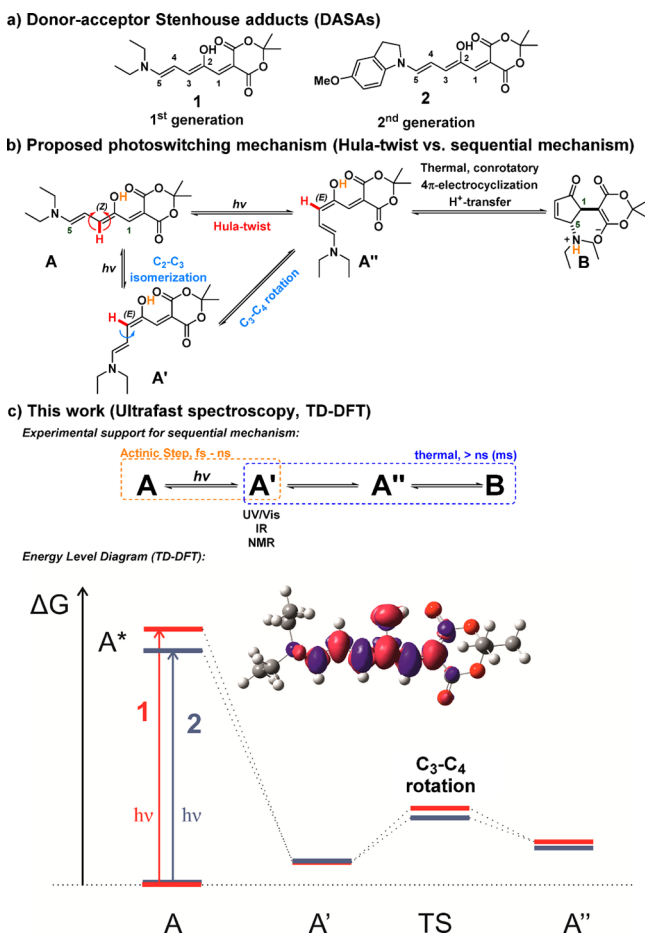 a) Donor-acceptor Stenhouse adducts (DASAs)
N
5
4
3
OH
2
1
O
O
O
O
1
1st generation
MeO
N
5
4
3
OH
2
1
O
O
O
O
2
2nd generation
b) Proposed photoswitching mechanism (Hula-twist vs. sequential mechanism)
N
5
(Z)
H
OH
1
O
O
O
O
A
hν
Hula-twist
H
(E)
OH
O
O
O
O
N
A''
Thermal, conrotatory
4π-electrocyclization
H+-transfer
O
1
5
O
O
O
O−
N
+
H
B
hν
C2-C3
isomerization
C3-C4 rotation
H
(E)
OH
O
O
O
O
N
A'
c) This work (Ultrafast spectroscopy, TD-DFT)
Experimental support for sequential mechanism:
Actinic Step, fs - ns
thermal, > ns (ms)
A
hν
A'
A''
B
UV/Vis
IR
NMR
Energy Level Diagram (TD-DFT):
ΔG
A*
1
2
hν
hν
C3-C4
rotation
A
A'
TS
A''